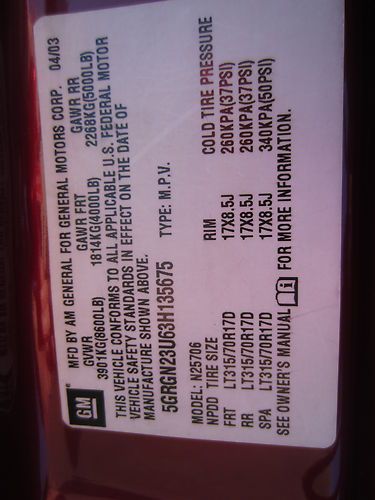 GM
MFD BY AM GENERAL FOR GENERAL MOTORS CORP. 04/03
GVWR GAWR FRT GAWR RR
3901KG(8600LB) 1814KG(4000LB) 2268KG(5000LB)
THIS VEHICLE CONFORMS TO ALL APPLICABLE U.S. FEDERAL MOTOR
VEHICLE SAFETY STANDARDS IN EFFECT ON THE DATE OF
MANUFACTURE SHOWN ABOVE.
5GRGN23U63H135675 TYPE: M.P.V.
MODEL: N25706
NPDD TIRE SIZE RIM COLD TIRE PRESSURE
FRT LT315/70R17D 17X8.5J 260KPA(37PSI)
RR LT315/70R17D 17X8.5J 260KPA(37PSI)
SPA LT315/70R17D 17X8.5J 340KPA(50PSI)
SEE OWNER'S MANUAL FOR MORE INFORMATION.